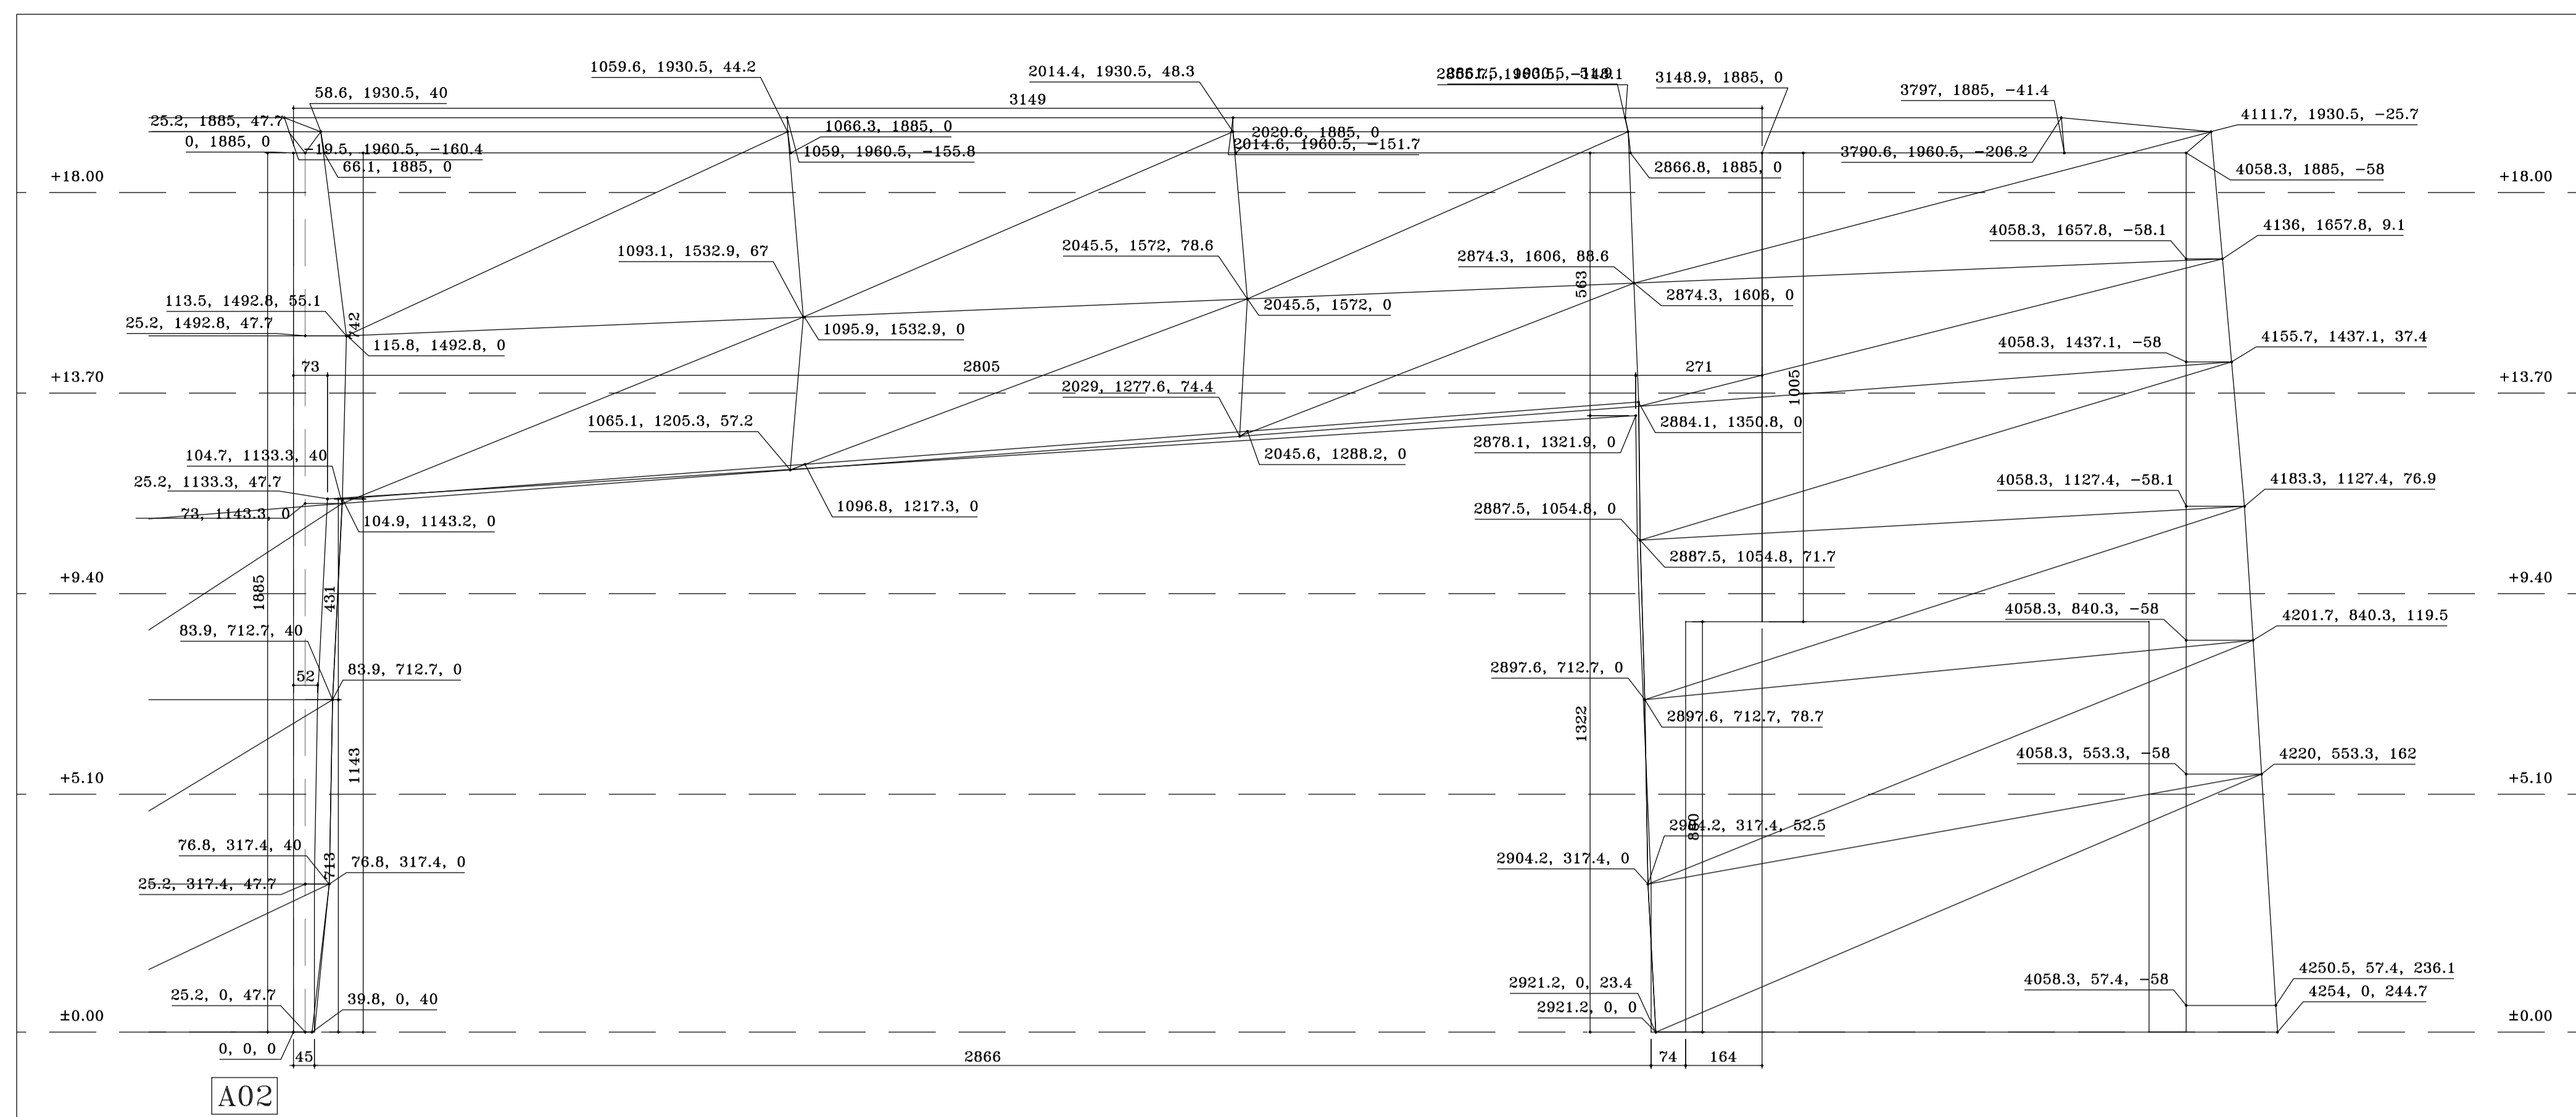 1059.6, 1930.5, 44.2
2014.4, 1930.5, 48.3
3148.9, 1885, 0
58.6, 1930.5, 40
3797, 1885, −41.4
3149
4111.7, 1930.5, −25.7
25.2, 1885, 47.7
1066.3, 1885, 0
2020.6, 1885, 0
0, 1885, 0
−19.5, 1960.5, −160.4
1059, 1960.5, −155.8
2014.6, 1960.5, −151.7
3790.6, 1960.5, −206.2
66.1, 1885, 0
2866.8, 1885, 0
4058.3, 1885, −58
+18.00
+18.00
4058.3, 1657.8, −58.1
4136, 1657.8, 9.1
1093.1, 1532.9, 67
2045.5, 1572, 78.6
2874.3, 1606, 88.6
563
2874.3, 1606, 0
113.5, 1492.8, 55.1
2045.5, 1572, 0
25.2, 1492.8, 47.7
742
1095.9, 1532.9, 0
115.8, 1492.8, 0
4058.3, 1437.1, −58
4155.7, 1437.1, 37.4
73
2805
271
+13.70
+13.70
1005
2029, 1277.6, 74.4
1065.1, 1205.3, 57.2
2884.1, 1350.8, 0
2878.1, 1321.9, 0
104.7, 1133.3, 40
2045.6, 1288.2, 0
25.2, 1133.3, 47.7
4058.3, 1127.4, −58.1
4183.3, 1127.4, 76.9
73, 1143.3, 0
104.9, 1143.2, 0
1096.8, 1217.3, 0
2887.5, 1054.8, 0
2887.5, 1054.8, 71.7
+9.40
+9.40
1885
431
83.9, 712.7, 40
4058.3, 840.3, −58
4201.7, 840.3, 119.5
52
83.9, 712.7, 0
2897.6, 712.7, 0
2897.6, 712.7, 78.7
1322
1143
4058.3, 553.3, −58
4220, 553.3, 162
+5.10
+5.10
2904.2, 317.4, 52.5
880
76.8, 317.4, 40
713
76.8, 317.4, 0
2904.2, 317.4, 0
25.2, 317.4, 47.7
25.2, 0, 47.7
39.8, 0, 40
2921.2, 0, 23.4
4058.3, 57.4, −58
4250.5, 57.4, 236.1
4254, 0, 244.7
±0.00
2921.2, 0, 0
±0.00
0, 0, 0
45
2866
74
164
A02